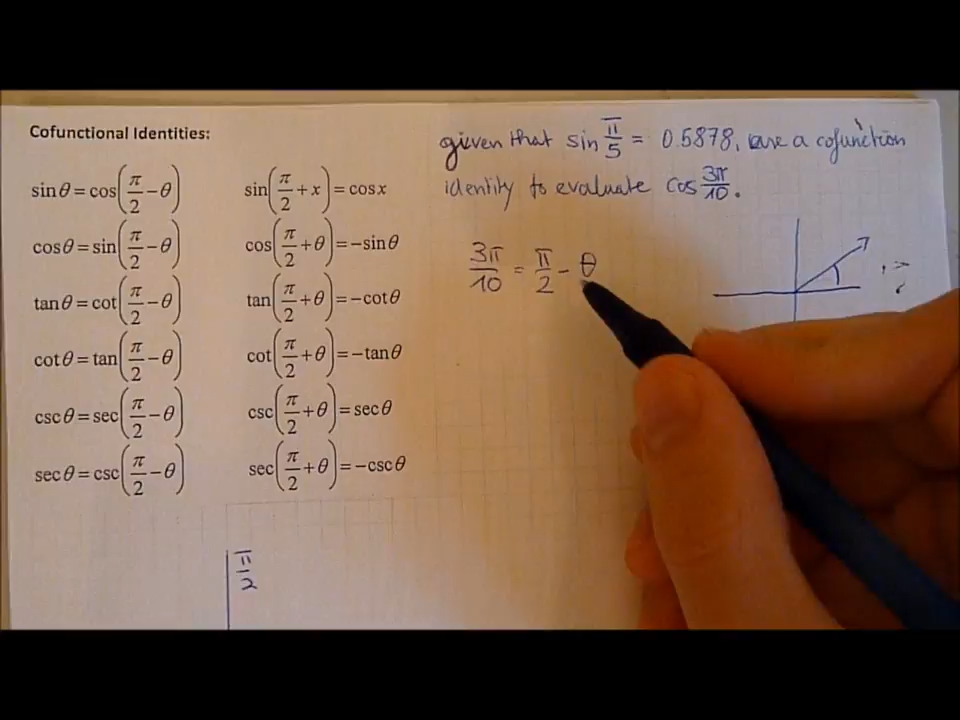 Cofunctional Identities:
sinθ = cos(π/2 − θ)
sin(π/2 + x) = cosx
cosθ = sin(π/2 − θ)
cos(π/2 + θ) = −sinθ
tanθ = cot(π/2 − θ)
tan(π/2 + θ) = −cotθ
cotθ = tan(π/2 − θ)
cot(π/2 + θ) = −tanθ
cscθ = sec(π/2 − θ)
csc(π/2 + θ) = secθ
secθ = csc(π/2 − θ)
sec(π/2 + θ) = −cscθ
given that sin π/5 = 0.5878, use a cofunction
identity to evaluate cos 3π/10.
3π/10 = π/2 − θ
π/2